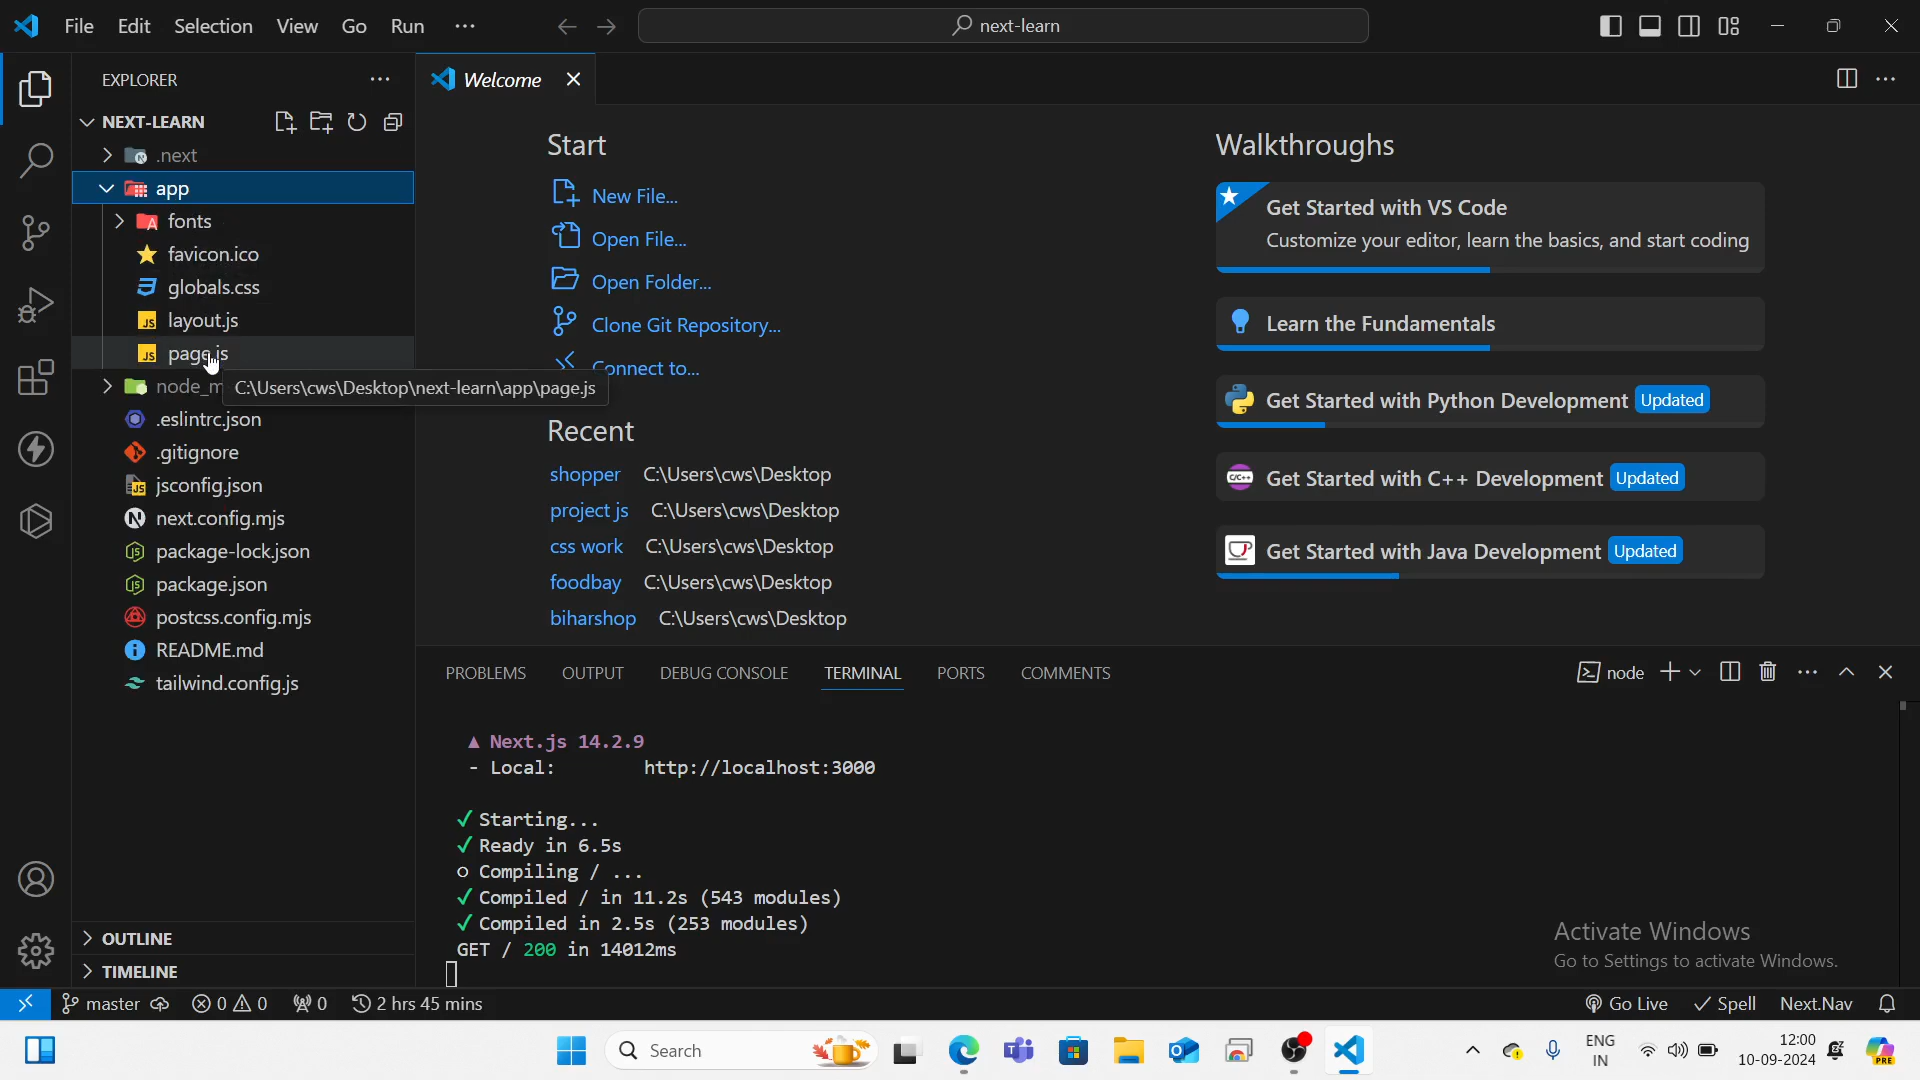 File Edit Selection View Go Run ···
next-learn
EXPLORER
Welcome
NEXT-LEARN
.next
app
fonts
favicon.ico
globals.css
layout.js
page.js
C:\Users\cws\Desktop\next-learn\app\page.js
.eslintrc.json
.gitignore
jsconfig.json
next.config.mjs
package-lock.json
package.json
postcss.config.mjs
README.md
tailwind.config.js
OUTLINE
TIMELINE
Start
New File...
Open File...
Open Folder...
Clone Git Repository...
Connect to...
Recent
shopper C:\Users\cws\Desktop
project js C:\Users\cws\Desktop
css work C:\Users\cws\Desktop
foodbay C:\Users\cws\Desktop
biharshop C:\Users\cws\Desktop
Walkthroughs
Get Started with VS Code
Customize your editor, learn the basics, and start coding
Learn the Fundamentals
Get Started with Python Development Updated
Get Started with C++ Development Updated
Get Started with Java Development Updated
PROBLEMS OUTPUT DEBUG CONSOLE TERMINAL PORTS COMMENTS
node
▲ Next.js 14.2.9
- Local: http://localhost:3000
✓ Starting...
✓ Ready in 6.5s
○ Compiling / ...
✓ Compiled / in 11.2s (543 modules)
✓ Compiled in 2.5s (253 modules)
GET / 200 in 14012ms
Activate Windows
Go to Settings to activate Windows.
master 0 0 0 2 hrs 45 mins
Go Live Spell Next.Nav
Search
ENG
IN
12:00
10-09-2024
PRE